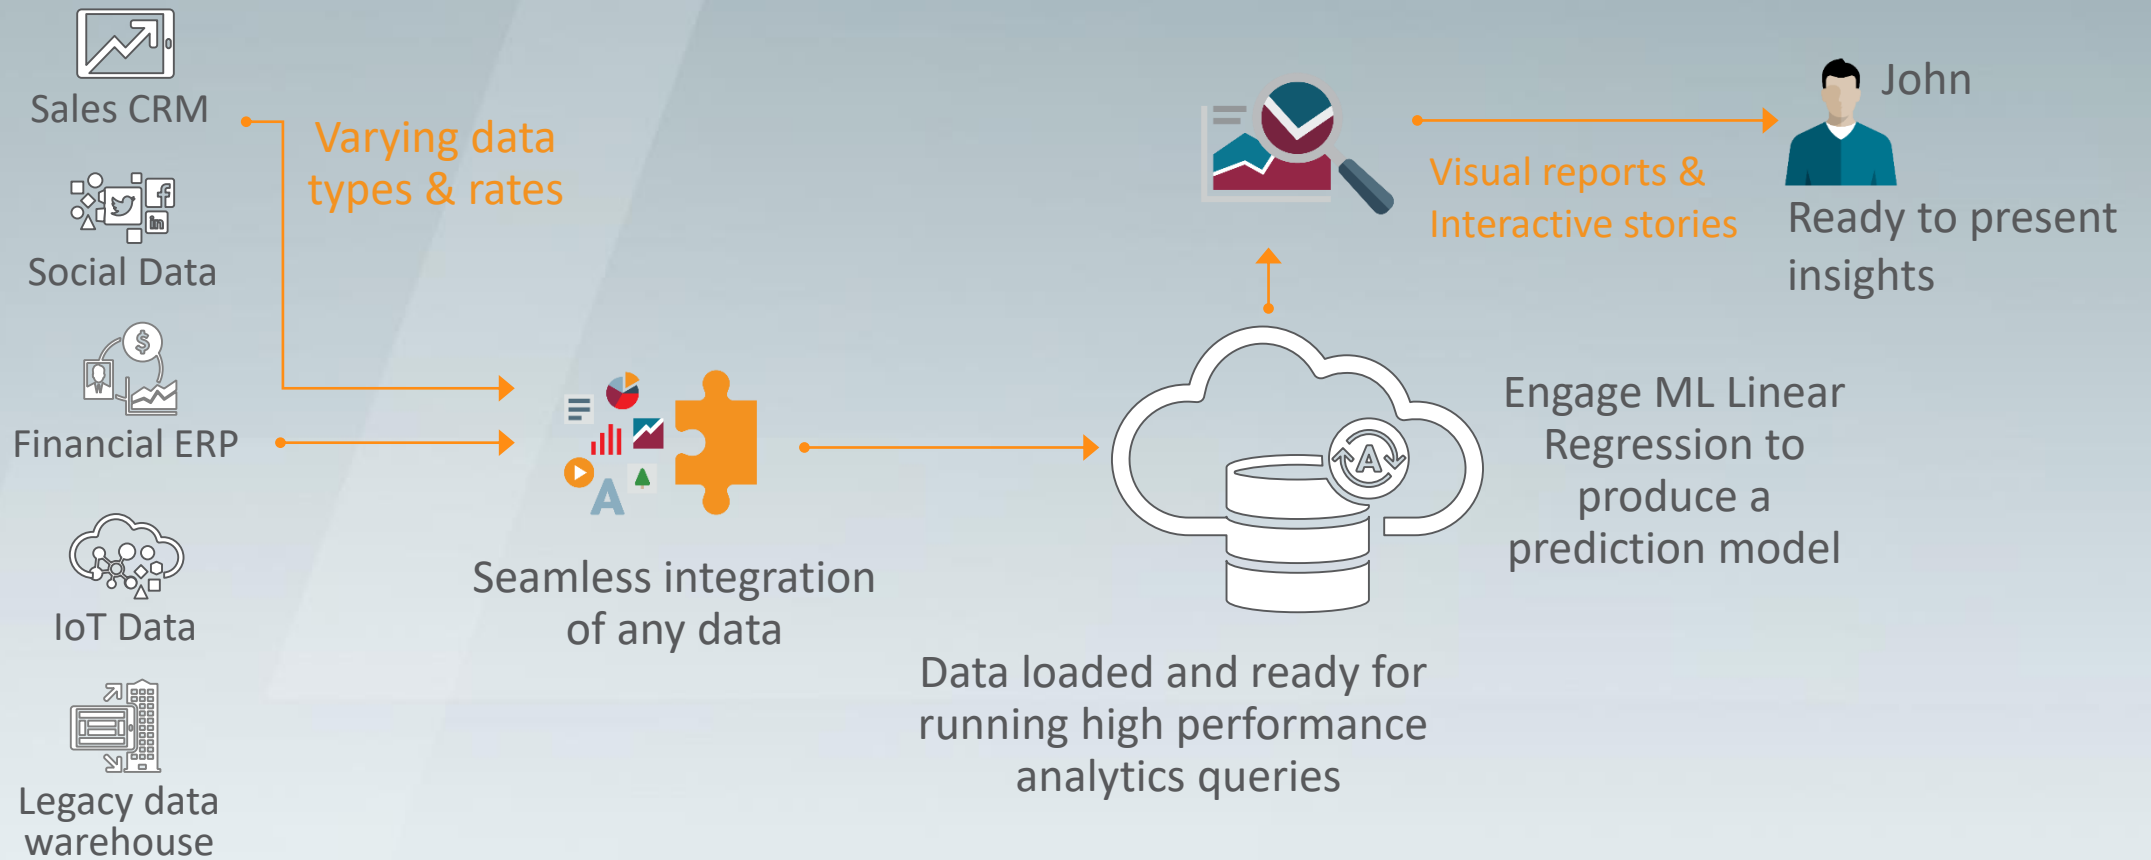 Sales CRM
Social Data
Financial ERP
IoT Data
Legacy data
warehouse
Varying data
types & rates
Seamless integration
of any data
Data loaded and ready for
running high performance
analytics queries
Engage ML Linear
Regression to
produce a
prediction model
Visual reports &
Interactive stories
John
Ready to present
insights